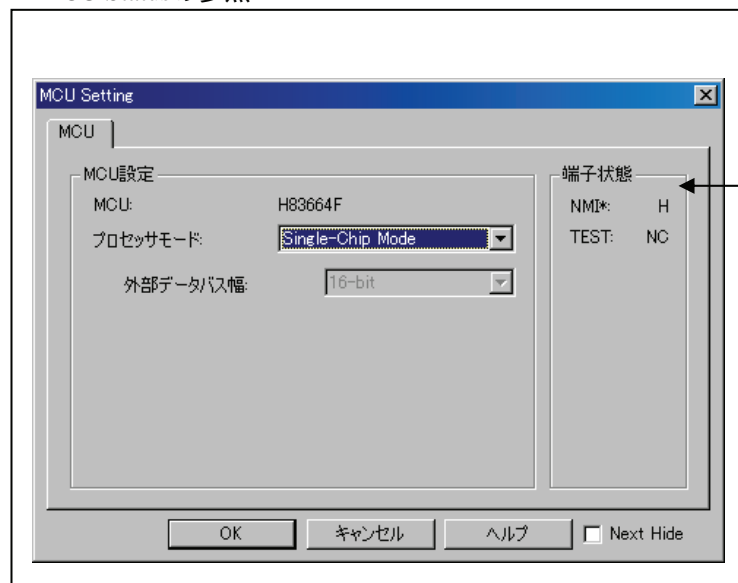 MCU Setting
MCU
MCU設定
MCU: H83664F
プロセッサモード: Single-Chip Mode
外部データバス幅: 16-bit
端子状態
NMI*: H
TEST: NC
OK キャンセル ヘルプ Next Hide